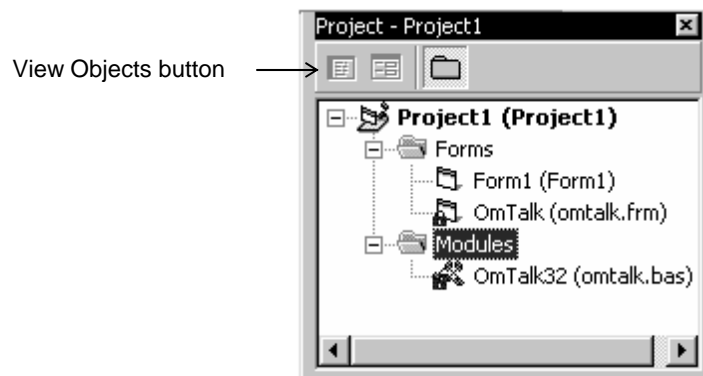 Project - Project1
View Objects button
Project1 (Project1)
Forms
Form1 (Form1)
OmTalk (omtalk.frm)
Modules
OmTalk32 (omtalk.bas)